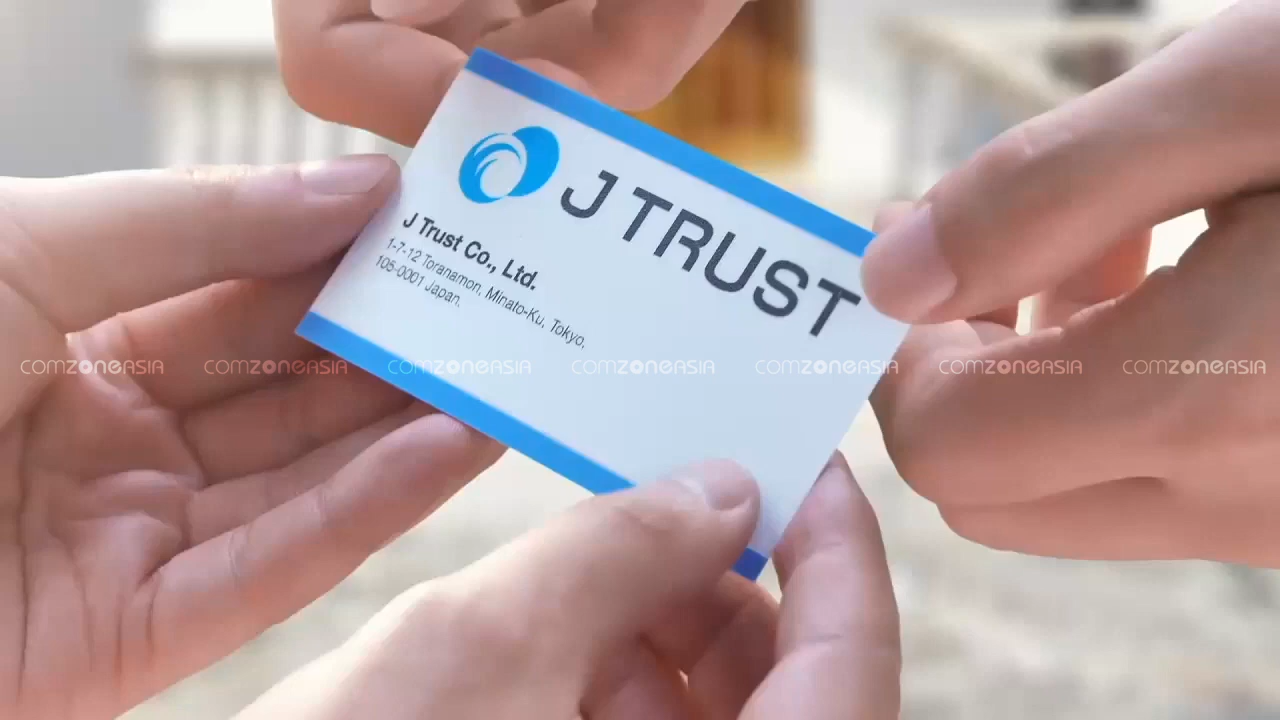 J TRUST
J Trust Co., Ltd.
1-7-12 Toranamon, Minato-Ku, Tokyo,
105-0001 Japan.
COMZONEASIA COMZONEASIA COMZONEASIA COMZONEASIA COMZONEASIA COMZONEASIA COMZONEASIA